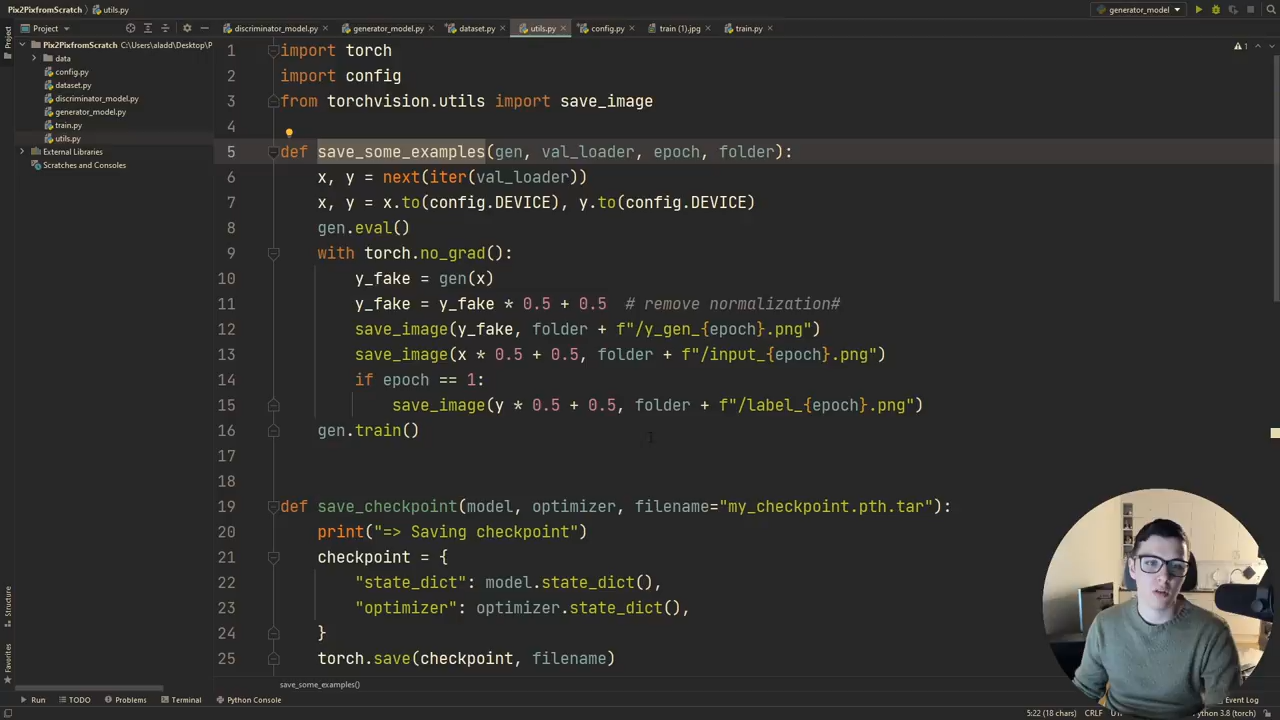 Pix2PixfromScratch
utils.py
generator_model
Project
discriminator_model.py
generator_model.py
dataset.py
utils.py
config.py
train (1).jpg
train.py
Project
Pix2PixfromScratch C:\Users\aladd\Desktop\P
data
config.py
dataset.py
discriminator_model.py
generator_model.py
train.py
utils.py
External Libraries
Scratches and Consoles
Structure
Favorites
1
1 import torch
2 import config
3 from torchvision.utils import save_image
4
5 def save_some_examples(gen, val_loader, epoch, folder):
6 x, y = next(iter(val_loader))
7 x, y = x.to(config.DEVICE), y.to(config.DEVICE)
8 gen.eval()
9 with torch.no_grad():
10 y_fake = gen(x)
11 y_fake = y_fake * 0.5 + 0.5  # remove normalization#
12 save_image(y_fake, folder + f"/y_gen_{epoch}.png")
13 save_image(x * 0.5 + 0.5, folder + f"/input_{epoch}.png")
14 if epoch == 1:
15 save_image(y * 0.5 + 0.5, folder + f"/label_{epoch}.png")
16 gen.train()
17
18
19 def save_checkpoint(model, optimizer, filename="my_checkpoint.pth.tar"):
20 print("=> Saving checkpoint")
21 checkpoint = {
22 "state_dict": model.state_dict(),
23 "optimizer": optimizer.state_dict(),
24 }
25 torch.save(checkpoint, filename)
save_some_examples()
Run
TODO
Problems
Terminal
Python Console
Event Log
5:22 (18 chars)
CRLF
Python 3.8 (torch)